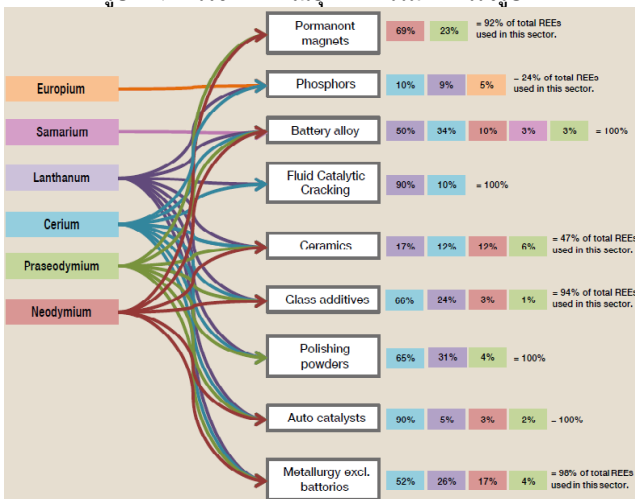 Europium
Samarium
Lanthanum
Cerium
Praseodymium
Neodymium
Pormanont
magnets
69% 23% = 92% of total REEs
used in this sector.
Phosphors
10% 9% 5% – 24% of total REEs
used in this sector.
Battery alloy
50% 34% 10% 3% 3% = 100%
Fluid Catalytic
Cracking
90% 10% = 100%
Ceramics
17% 12% 12% 6% = 47% of total REEs
used in this sector.
Glass additives
66% 24% 3% 1% = 94% of total REEs
used in this sector.
Polishing
powders
65% 31% 4% = 100%
Auto catalysts
90% 5% 3% 2% – 100%
Metallurgy excl.
battorios
52% 26% 17% 4% = 98% of total REEs
used in this sector.